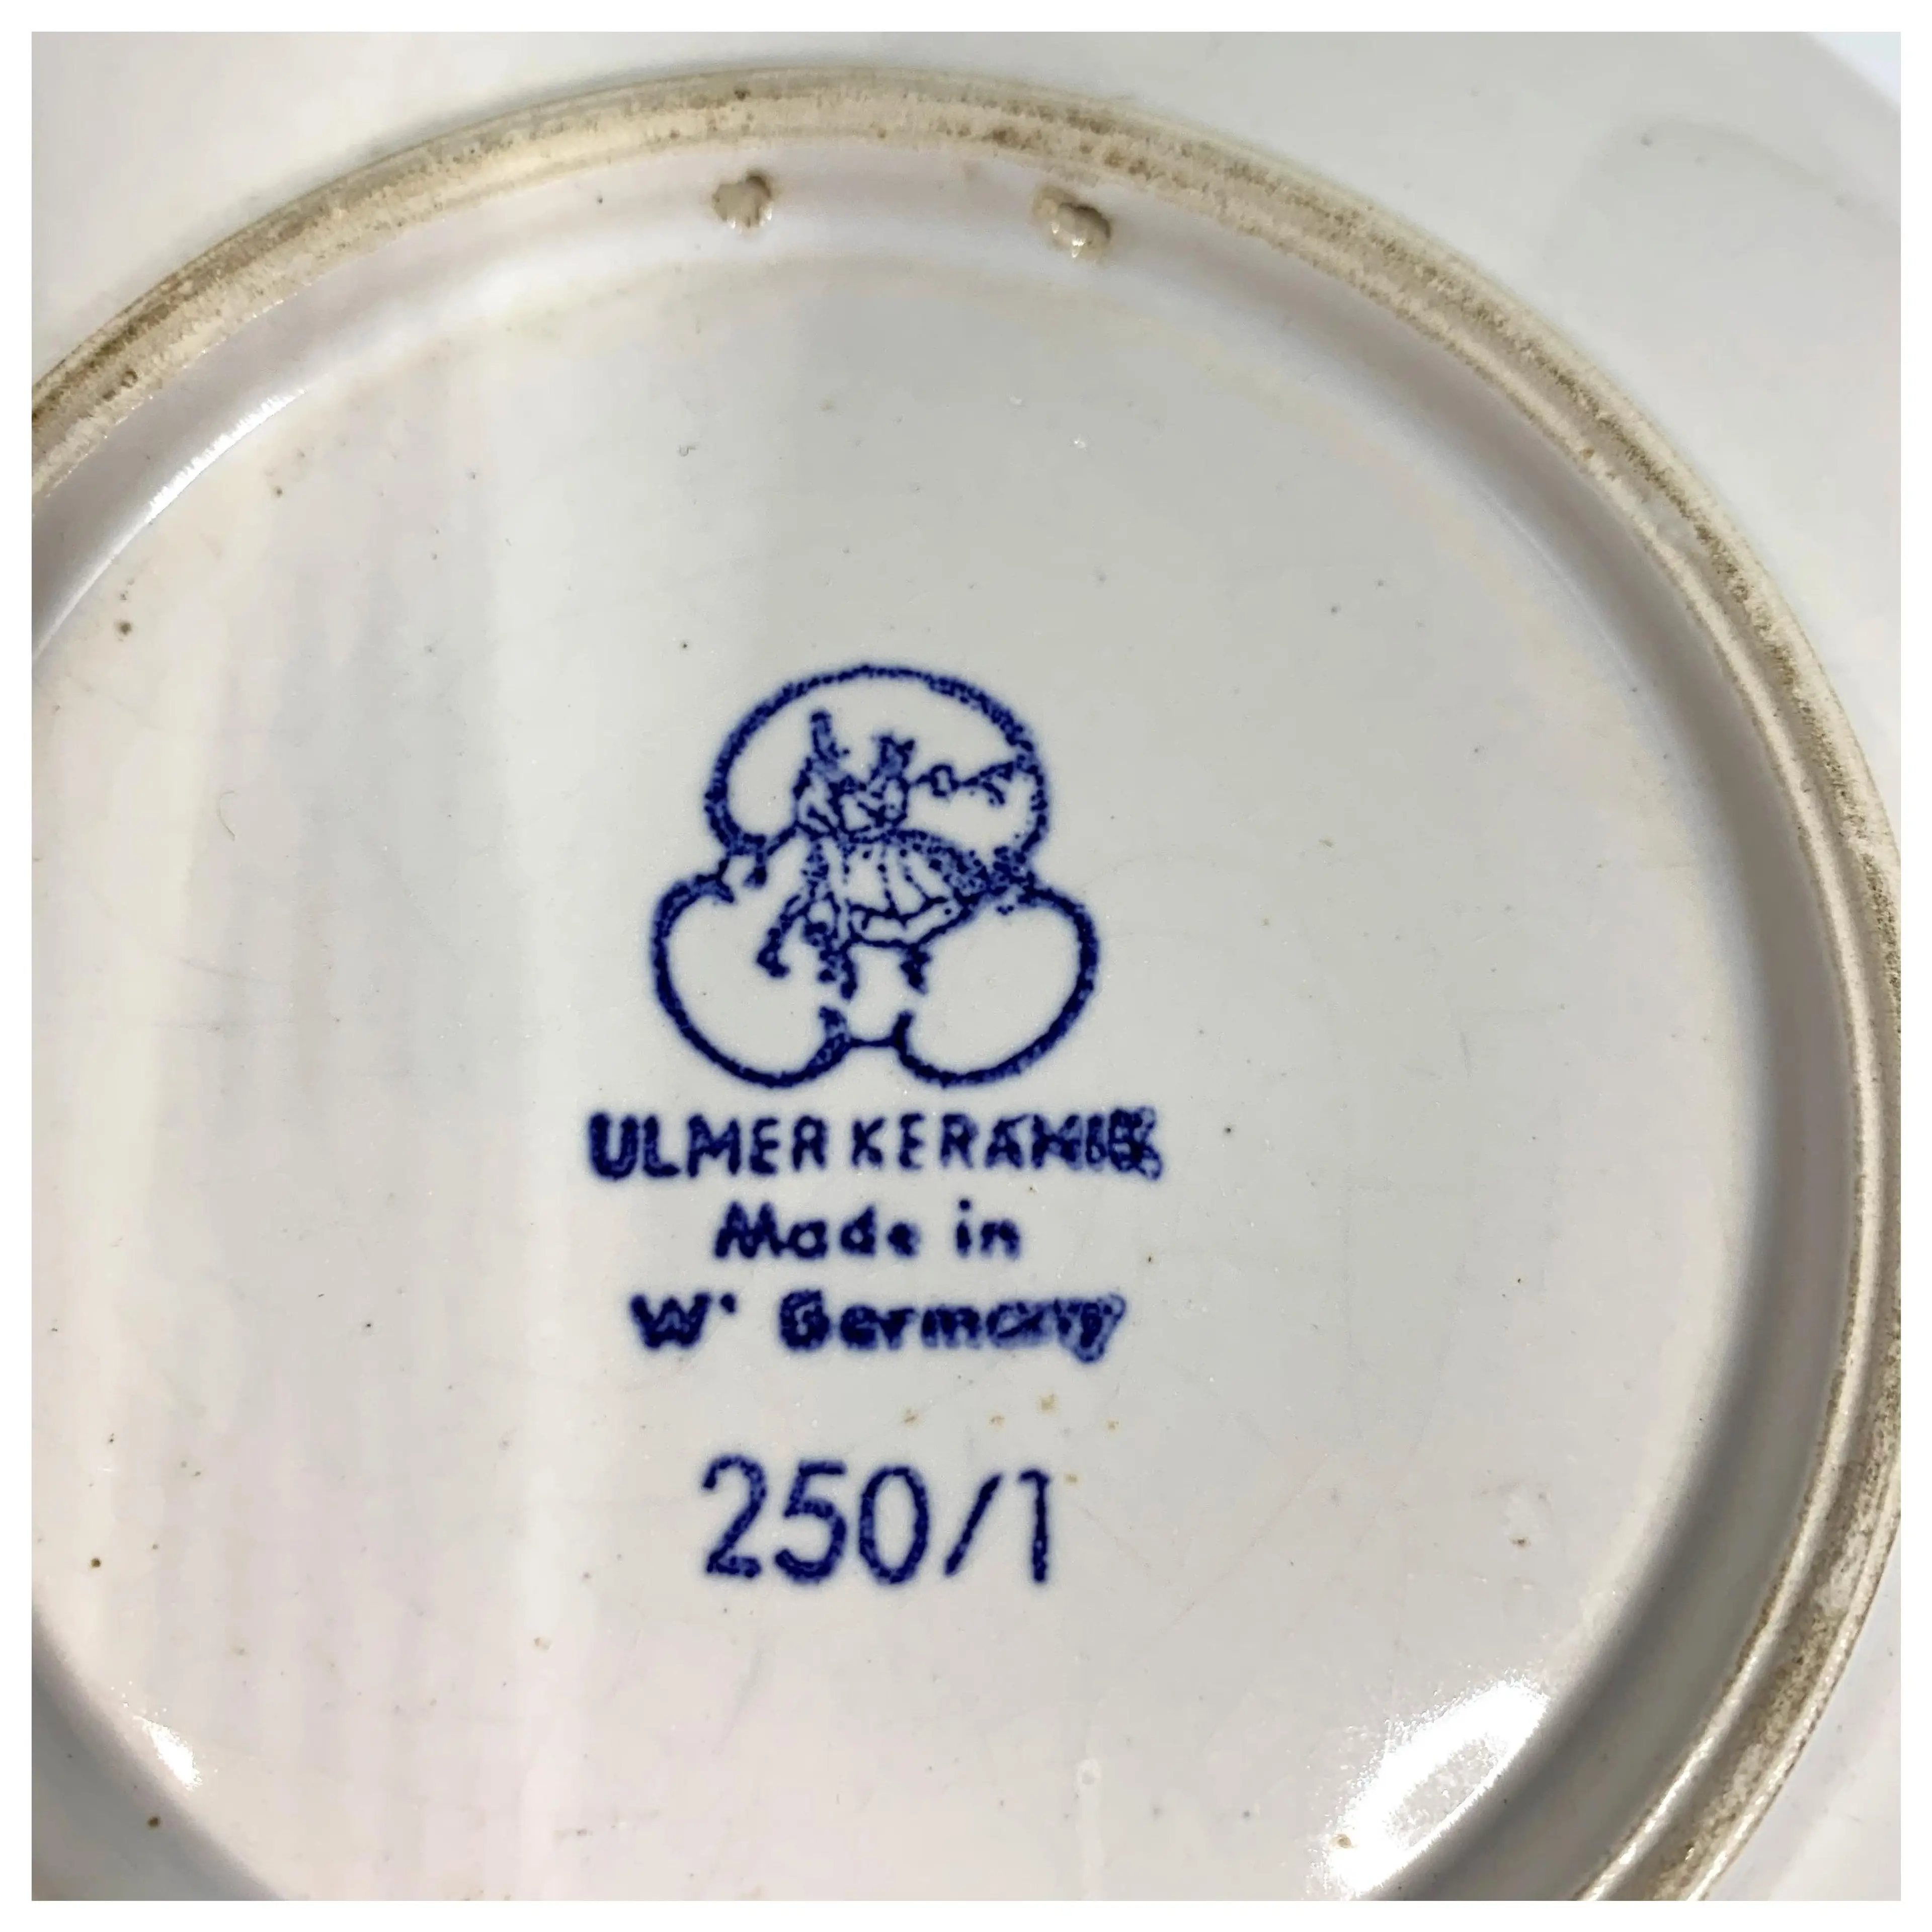 ULMER KERAMIK
Made in
W· Germany
250/1